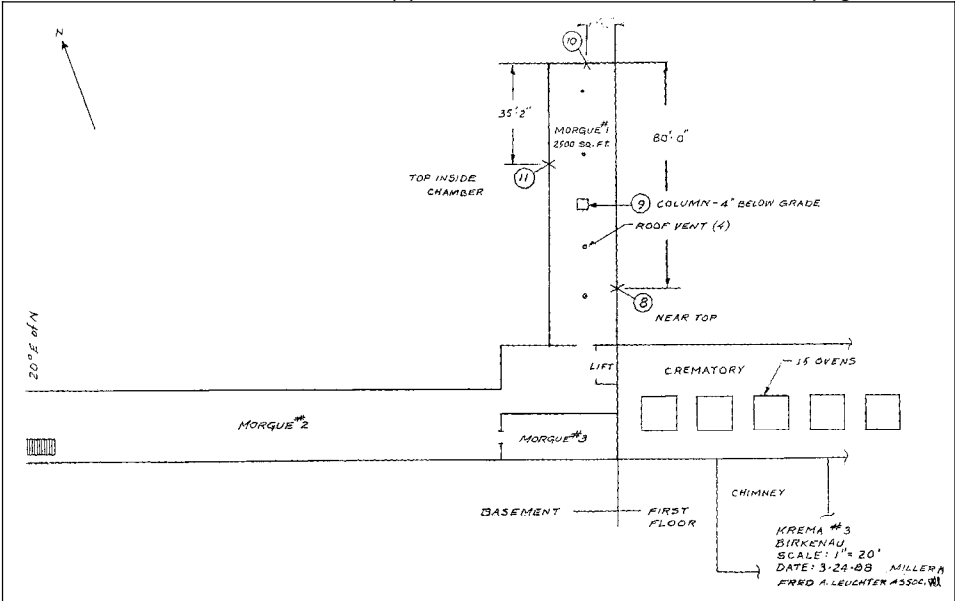 N
10
35'2"
MORGUE #1
2500 SQ. FT.
80'0"
TOP INSIDE
CHAMBER
11
9 COLUMN - 4" BELOW GRADE
ROOF VENT (4)
8
NEAR TOP
20° E of N
LIFT
CREMATORY
15 OVENS
MORGUE #2
MORGUE #3
CHIMNEY
BASEMENT
FIRST
FLOOR
KREMA #3
BIRKENAU
SCALE: 1" = 20'
DATE: 3-24-88 MILLER
FRED A. LEUCHTER ASSOC,